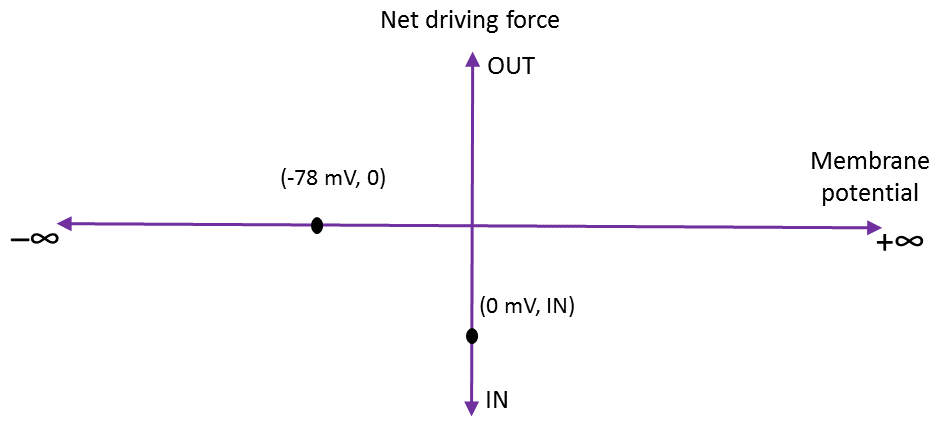 Net driving force
OUT
Membrane
potential
(-78 mV, 0)
−∞
+∞
(0 mV, IN)
IN